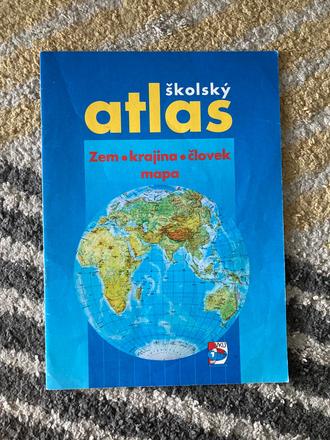 školský
atlas
Zem • krajina • človek
mapa